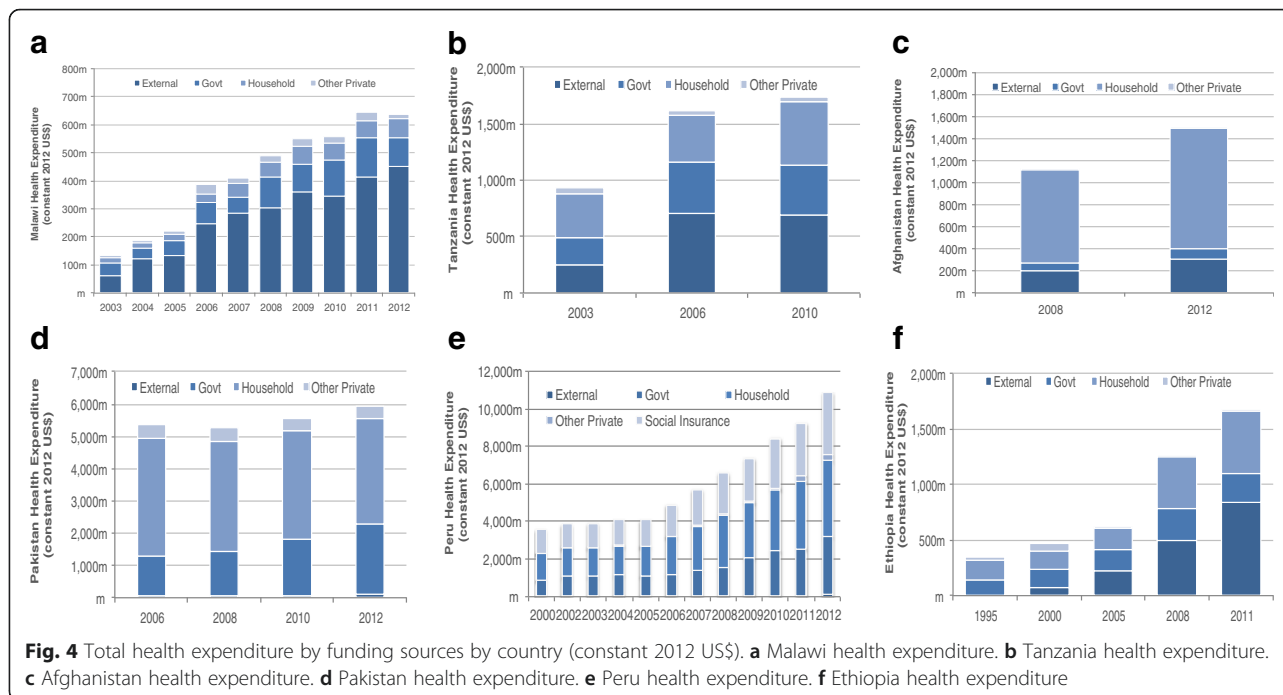 a
800m
700m
600m
500m
400m
300m
200m
100m
m
Malawi Health Expenditure
(constant 2012 US$)
External Govt Household Other Private
2003 2004 2005 2006 2007 2008 2009 2010 2011 2012
b
2,000m
1,500m
1,000m
500m
m
Tanzania Health Expenditure
(constant 2012 US$)
External Govt Household Other Private
2003 2006 2010
c
2,000m
1,800m
1,600m
1,400m
1,200m
1,000m
800m
600m
400m
200m
m
Afghanistan Health Expenditure
(constant 2012 US$)
External Govt Household Other Private
2008 2012
d
7,000m
6,000m
5,000m
4,000m
3,000m
2,000m
1,000m
m
Pakistan Health Expenditure
(constant 2012 US$)
External Govt Household Other Private
2006 2008 2010 2012
e
12,000m
10,000m
8,000m
6,000m
4,000m
2,000m
m
Peru Health Expenditure
(constant 2012 US$)
External Govt Household
Other Private Social Insurance
2000 2002 2003 2004 2005 2006 2007 2008 2009 2010 2011 2012
f
2,000m
1,500m
1,000m
500m
m
Ethiopia Health Expenditure
(constant 2012 US$)
External Govt Household Other Private
1995 2000 2005 2008 2011
Fig. 4 Total health expenditure by funding sources by country (constant 2012 US$). a Malawi health expenditure. b Tanzania health expenditure.
c Afghanistan health expenditure. d Pakistan health expenditure. e Peru health expenditure. f Ethiopia health expenditure